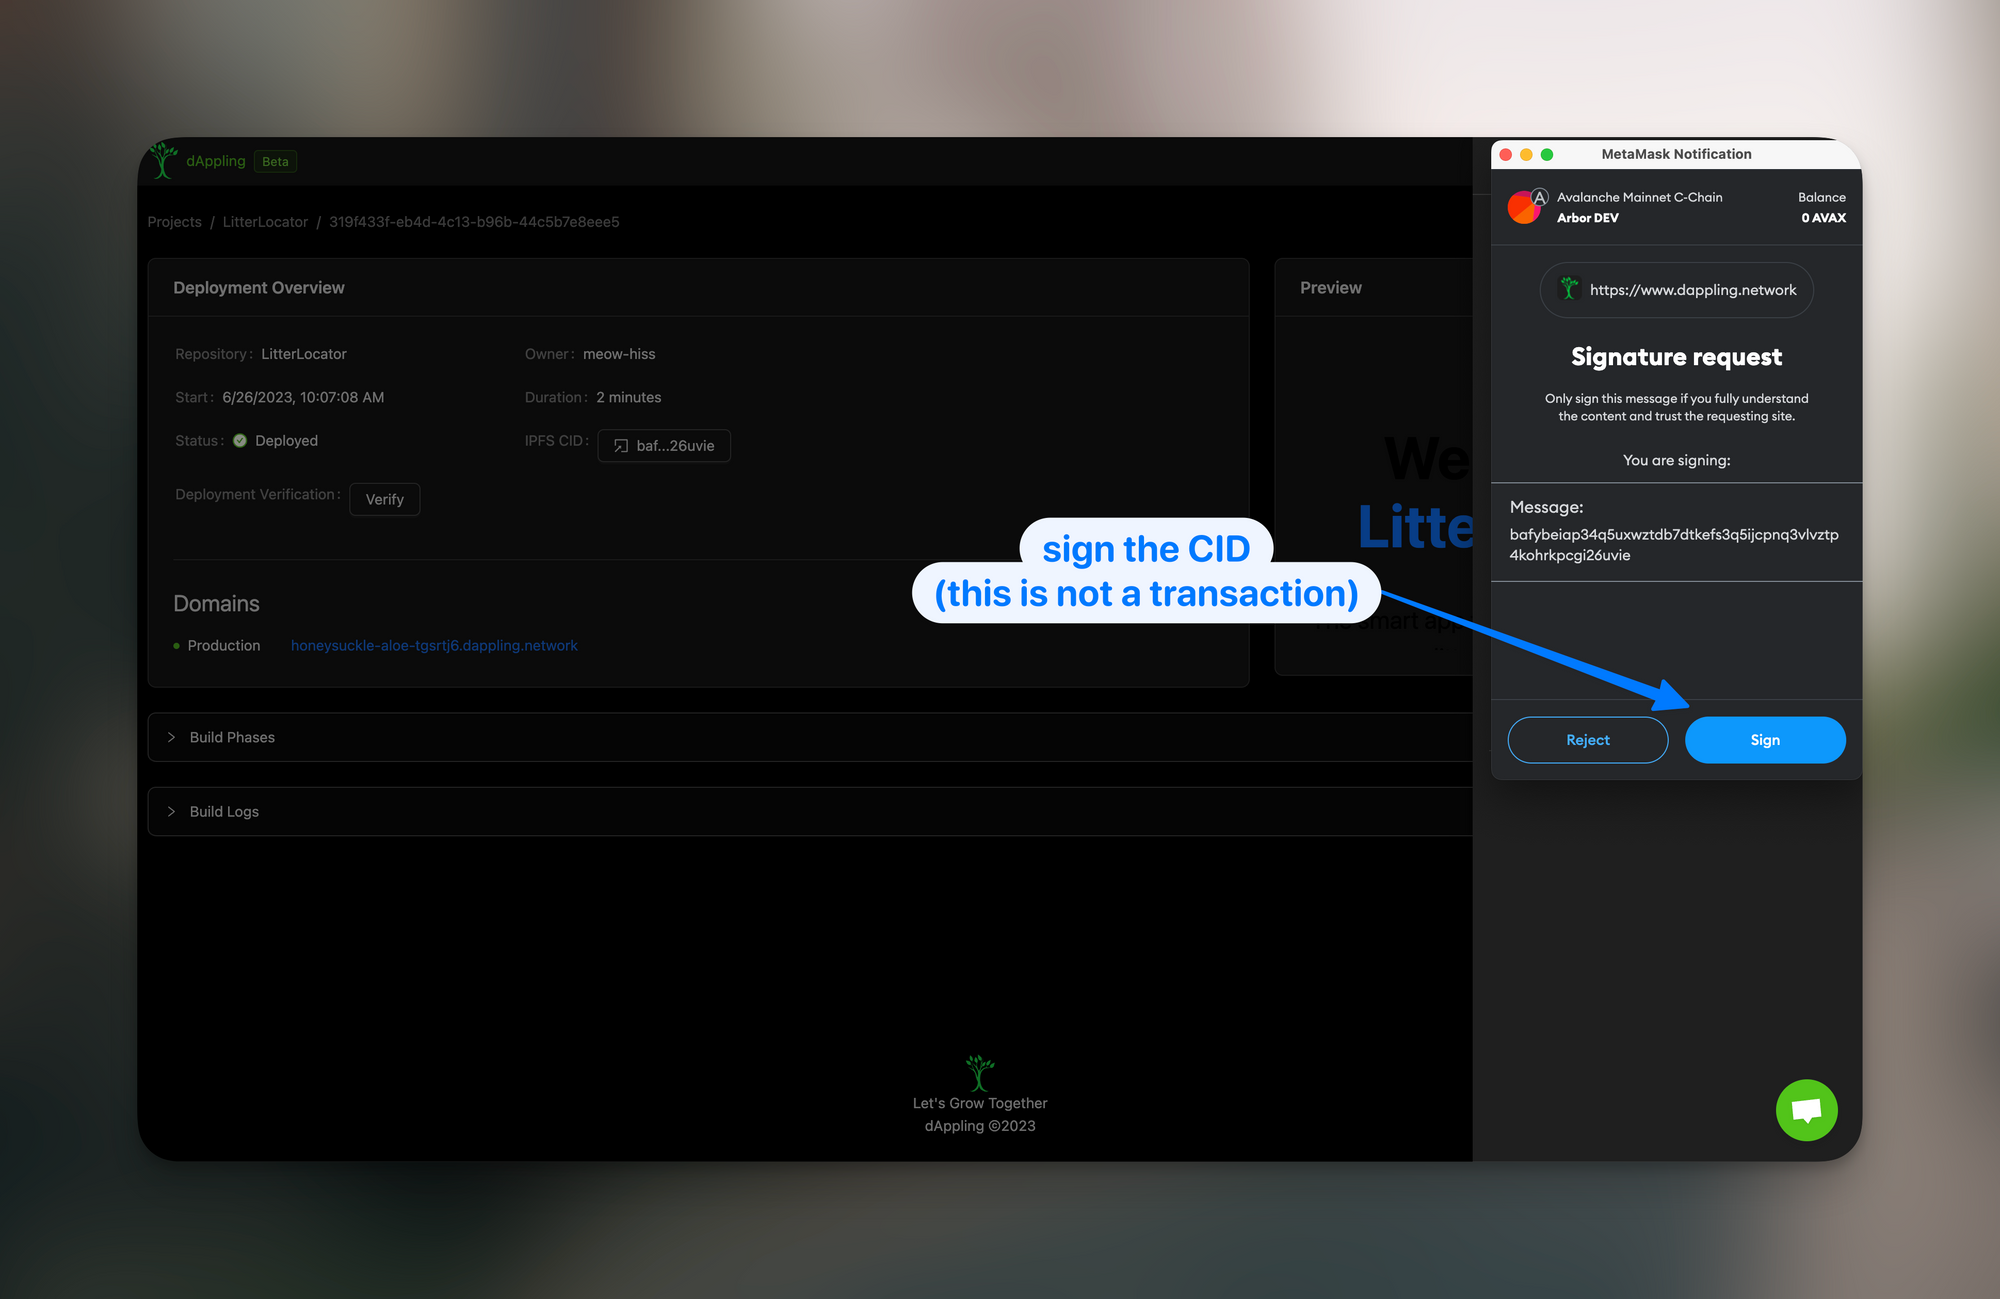 dAppling Beta
Projects / LitterLocator / 319f433f-eb4d-4c13-b96b-44c5b7e8eee5
Deployment Overview
Repository: LitterLocator
Owner: meow-hiss
Start: 6/26/2023, 10:07:08 AM
Duration: 2 minutes
Status: Deployed
IPFS CID: baf...26uvie
Deployment Verification: Verify
Domains
Production honeysuckle-aloe-tgsrtj6.dappling.network
Build Phases
Build Logs
Preview
We
Litte
smart app
sign the CID
(this is not a transaction)
MetaMask Notification
A
Avalanche Mainnet C-Chain
Arbor DEV
Balance
0 AVAX
https://www.dappling.network
Signature request
Only sign this message if you fully understand
the content and trust the requesting site.
You are signing:
Message:
bafybeiap34q5uxwztdb7dtkefs3q5ijcpnq3vlvztp
4kohrkpcgi26uvie
Reject
Sign
Let's Grow Together
dAppling ©2023